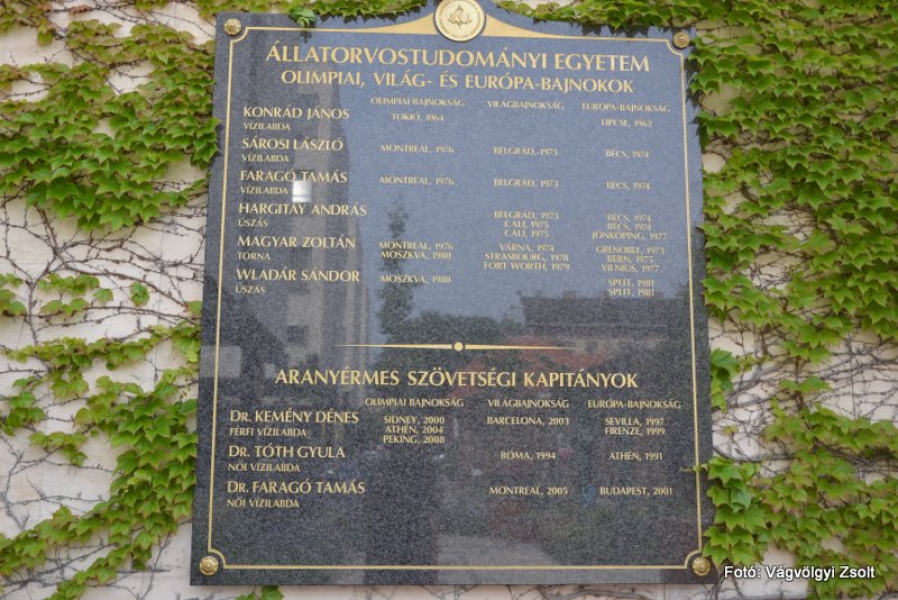 ÁLLATORVOSTUDOMÁNYI EGYETEM
OLIMPIAI, VILÁG- ÉS EURÓPA-BAJNOKOK
OLIMPIAI BAJNOKSÁG VILÁGBAJNOKSÁG EURÓPA-BAJNOKSÁG
KONRÁD JÁNOS TOKIÓ, 1964 LIPCSE, 1962
VÍZILABDA
SÁROSI LÁSZLÓ MONTREAL, 1976 BELGRÁD, 1973 BÉCS, 1974
VÍZILABDA
FARAGÓ TAMÁS MONTREAL, 1976 BELGRÁD, 1973 BÉCS, 1974
VÍZILABDA
HARGITAY ANDRÁS BELGRÁD, 1973 BÉCS, 1974
ÚSZÁS CALI, 1975 BÉCS, 1974
CALI, 1975 JÖNKÖPING, 1977
MAGYAR ZOLTÁN MONTREAL, 1976 VÁRNA, 1974 GRENOBLE, 1973
TORNA MOSZKVA, 1980 STRASBOURG, 1978 BERN, 1975
FORT WORTH, 1979 VILNIUS, 1977
WLADÁR SÁNDOR MOSZKVA, 1980 SPLIT, 1981
ÚSZÁS SPLIT, 1981
ARANYÉRMES SZÖVETSÉGI KAPITÁNYOK
OLIMPIAI BAJNOKSÁG VILÁGBAJNOKSÁG EURÓPA-BAJNOKSÁG
DR. KEMÉNY DÉNES SIDNEY, 2000 BARCELONA, 2003 SEVILLA, 1997
FÉRFI VÍZILABDA ATHÉN, 2004 FIRENZE, 1999
PEKING, 2008
DR. TÓTH GYULA RÓMA, 1994 ATHÉN, 1991
NŐI VÍZILABDA
DR. FARAGÓ TAMÁS MONTREAL, 2005 BUDAPEST, 2001
NŐI VÍZILABDA
Fotó: Vágvölgyi Zsolt